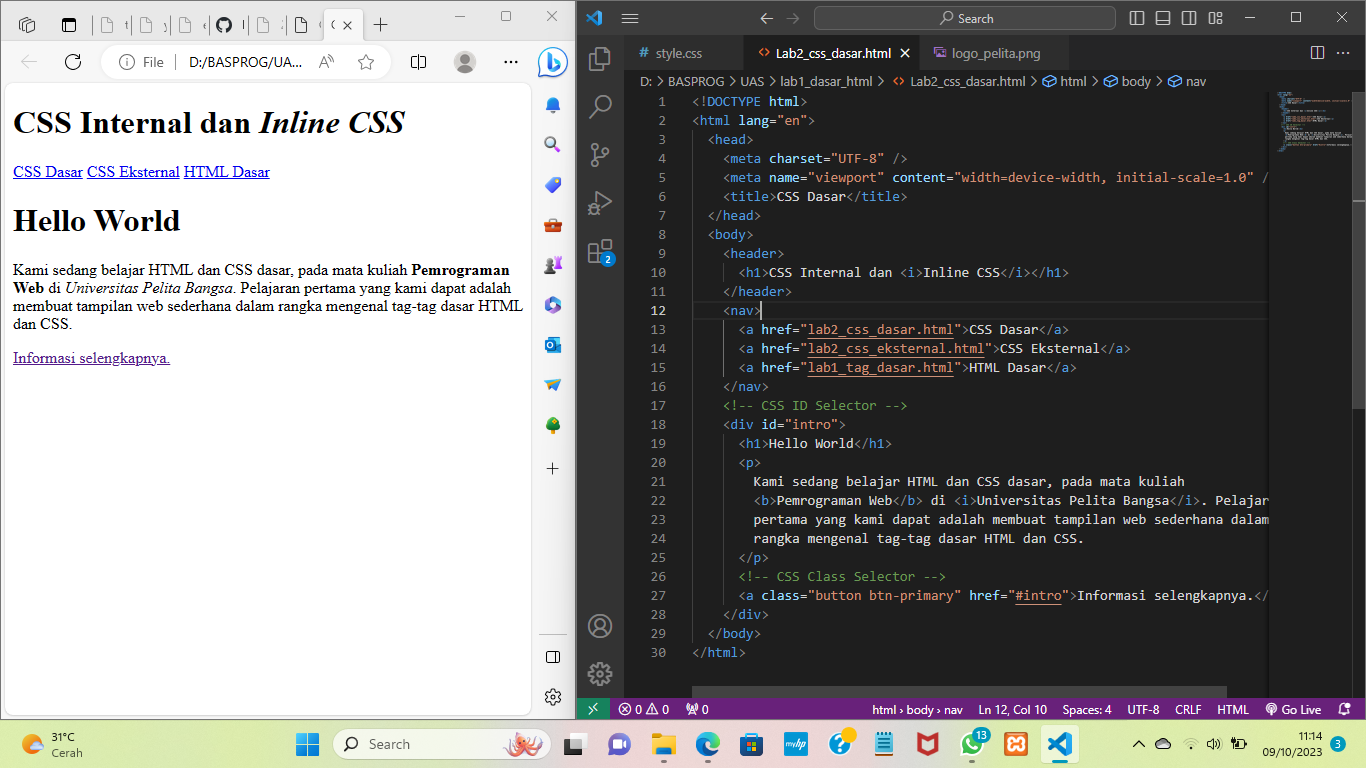 File
D:/BASPROG/UA...
CSS Internal dan Inline CSS
CSS Dasar CSS Eksternal HTML Dasar
Hello World
Kami sedang belajar HTML dan CSS dasar, pada mata kuliah Pemrograman
Web di Universitas Pelita Bangsa. Pelajaran pertama yang kami dapat adalah
membuat tampilan web sederhana dalam rangka mengenal tag-tag dasar HTML
dan CSS.
Informasi selengkapnya.
Search
style.css
Lab2_css_dasar.html
logo_pelita.png
D: > BASPROG > UAS > lab1_dasar_html > Lab2_css_dasar.html > html > body > nav
1 <!DOCTYPE html>
2 <html lang="en">
3 <head>
4 <meta charset="UTF-8" />
5 <meta name="viewport" content="width=device-width, initial-scale=1.0" /
6 <title>CSS Dasar</title>
7 </head>
8 <body>
9 <header>
10 <h1>CSS Internal dan <i>Inline CSS</i></h1>
11 </header>
12 <nav>
13 <a href="lab2_css_dasar.html">CSS Dasar</a>
14 <a href="lab2_css_eksternal.html">CSS Eksternal</a>
15 <a href="lab1_tag_dasar.html">HTML Dasar</a>
16 </nav>
17 <!-- CSS ID Selector -->
18 <div id="intro">
19 <h1>Hello World</h1>
20 <p>
21 Kami sedang belajar HTML dan CSS dasar, pada mata kuliah
22 <b>Pemrograman Web</b> di <i>Universitas Pelita Bangsa</i>. Pelajar
23 pertama yang kami dapat adalah membuat tampilan web sederhana dalam
24 rangka mengenal tag-tag dasar HTML dan CSS.
25 </p>
26 <!-- CSS Class Selector -->
27 <a class="button btn-primary" href="#intro">Informasi selengkapnya.</
28 </div>
29 </body>
30 </html>
2
0 0 0
html › body › nav
Ln 12, Col 10
Spaces: 4
UTF-8
CRLF
HTML
Go Live
31°C
Cerah
Search
myhp
13
11:14
09/10/2023
3